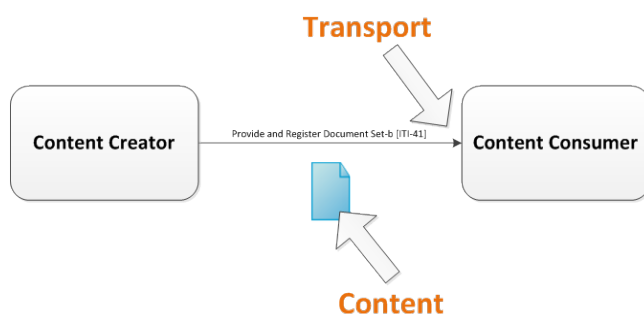 Transport
Provide and Register Document Set-b [ITI-41]
Content Creator
Content Consumer
Content